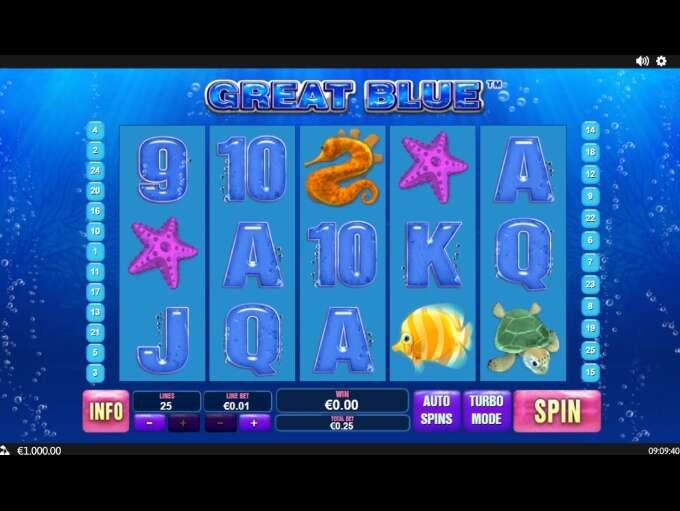 GREAT BLUE™
4
2
24
20
16
10
1
11
17
13
21
5
3
9 10 A
A 10 K Q
J Q A
14
18
12
9
22
6
7
23
8
19
25
15
INFO
LINES
25
- +
LINE BET
€0.01
- +
WIN
€0.00
TOTAL BET
€0.25
AUTO
SPINS
TURBO
MODE
SPIN
€1,000.00
09:09:40